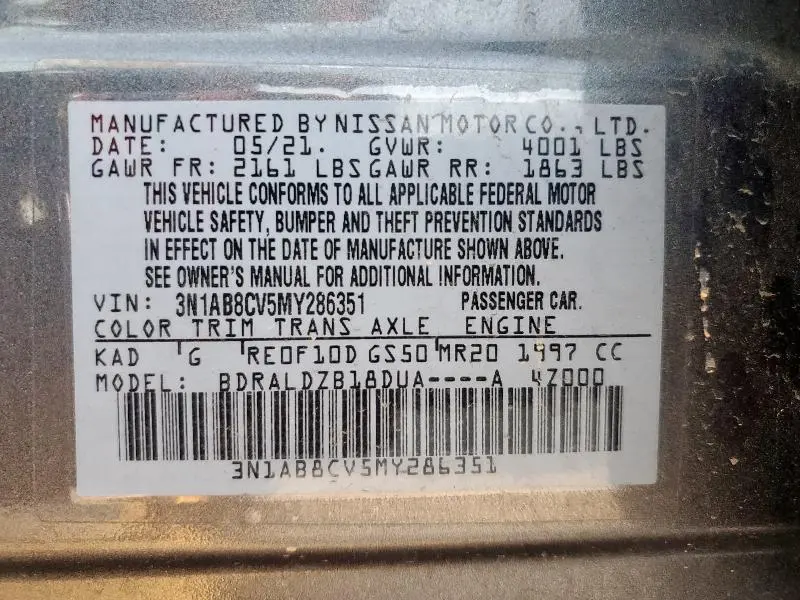 MANUFACTURED BY NISSAN MOTOR CO., LTD.
DATE: 05/21. GVWR: 4001 LBS
GAWR FR: 2161 LBS GAWR RR: 1863 LBS
THIS VEHICLE CONFORMS TO ALL APPLICABLE FEDERAL MOTOR
VEHICLE SAFETY, BUMPER AND THEFT PREVENTION STANDARDS
IN EFFECT ON THE DATE OF MANUFACTURE SHOWN ABOVE.
SEE OWNER'S MANUAL FOR ADDITIONAL INFORMATION.
VIN: 3N1AB8CV5MY286351 PASSENGER CAR.
COLOR TRIM TRANS AXLE ENGINE
KAD G RE0F10D GS50 MR20 1997 CC
MODEL: BDRALDZB18DUA----A 4Z000
3N1AB8CV5MY286351